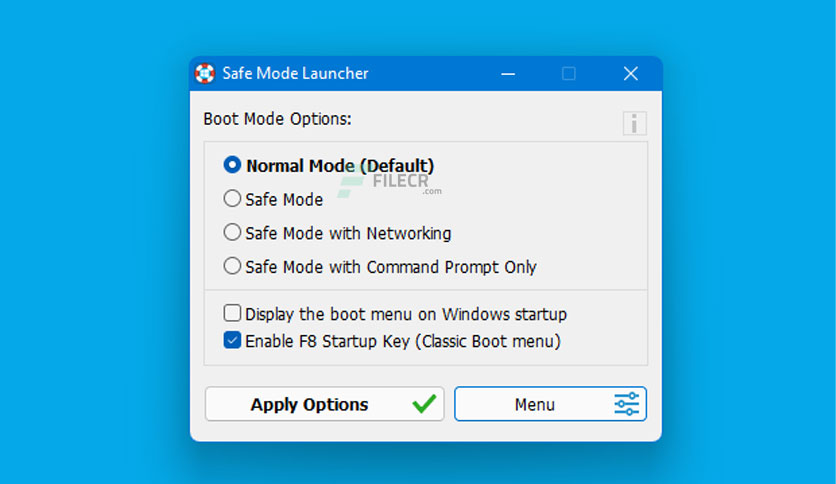 Safe Mode Launcher
Boot Mode Options:
Normal Mode (Default)
FILECR
.com
Safe Mode
Safe Mode with Networking
Safe Mode with Command Prompt Only
Display the boot menu on Windows startup
Enable F8 Startup Key (Classic Boot menu)
Apply Options
Menu